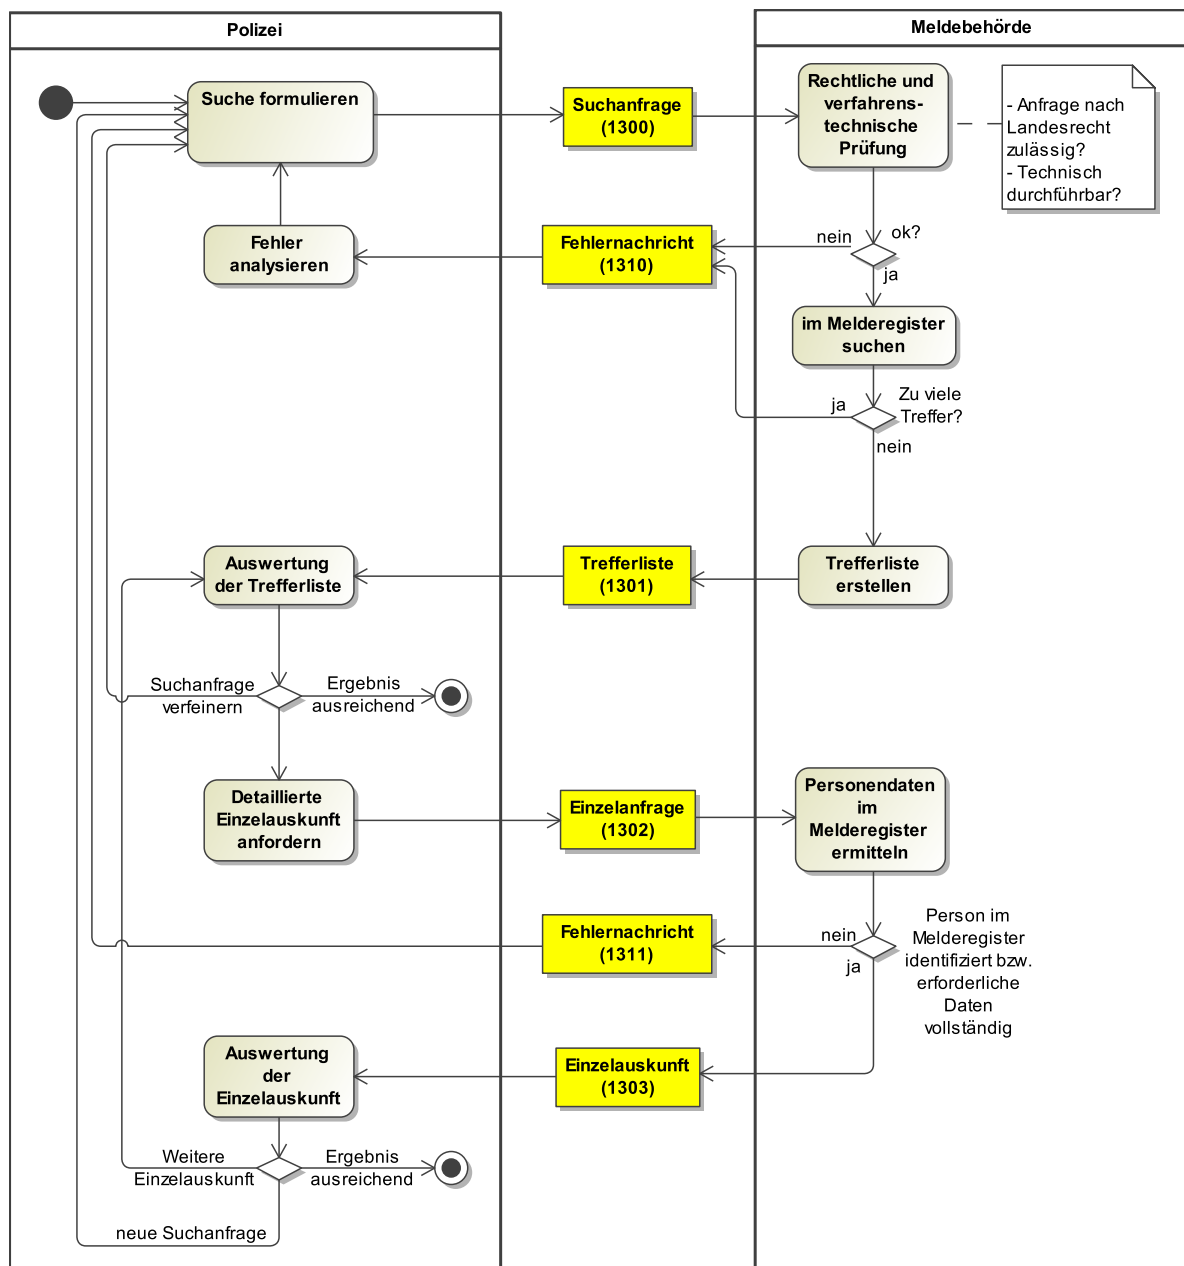 Polizei
Meldebehörde
Suche formulieren
Suchanfrage
(1300)
Rechtliche und
verfahrens-
technische
Prüfung
- Anfrage nach
Landesrecht
zulässig?
- Technisch
durchführbar?
Fehler
analysieren
Fehlernachricht
(1310)
nein
ok?
ja
im Melderegister
suchen
ja
Zu viele
Treffer?
nein
Auswertung
der Trefferliste
Trefferliste
(1301)
Trefferliste
erstellen
Suchanfrage
verfeinern
Ergebnis
ausreichend
Detaillierte
Einzelauskunft
anfordern
Einzelanfrage
(1302)
Personendaten
im
Melderegister
ermitteln
Fehlernachricht
(1311)
nein
ja
Person im
Melderegister
identifiziert bzw.
erforderliche
Daten
vollständig
Auswertung
der
Einzelauskunft
Einzelauskunft
(1303)
Weitere
Einzelauskunft
Ergebnis
ausreichend
neue Suchanfrage